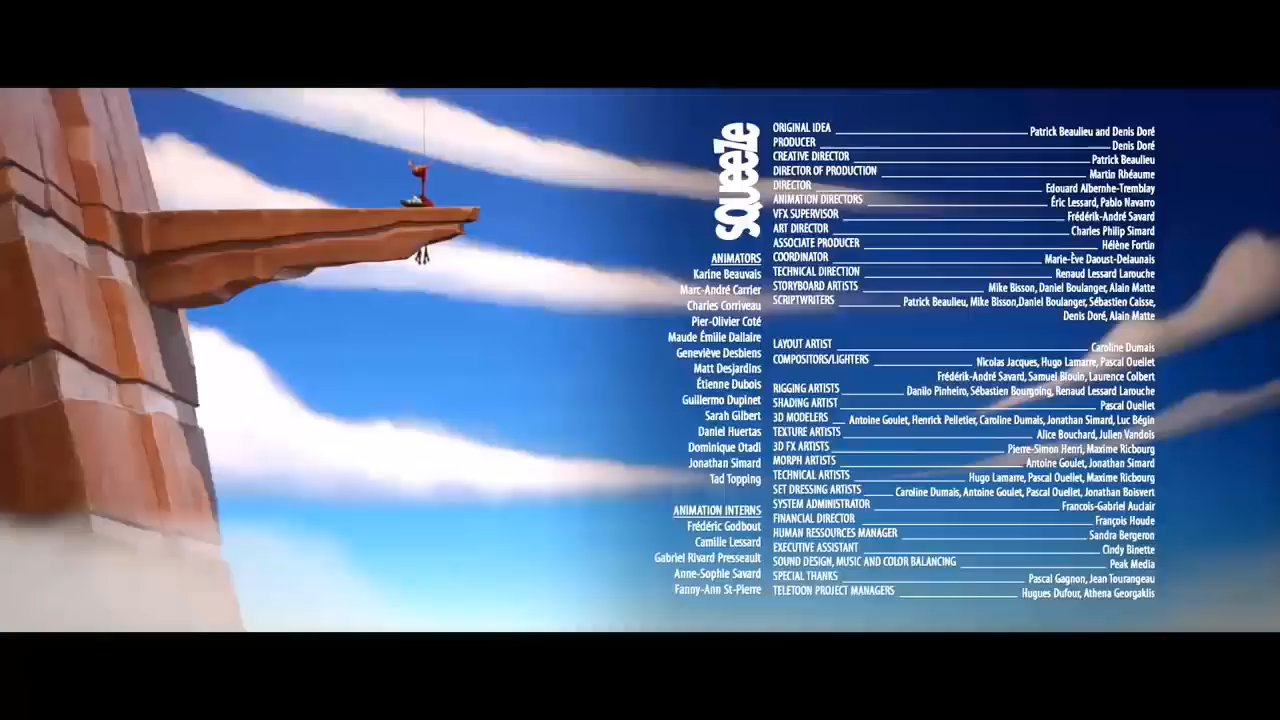 squeeze
ANIMATORS
Karine Beauvais
Marc-André Carrier
Charles Corriveau
Pier-Olivier Coté
Maude Émilie Dallaire
Geneviève Desbiens
Matt Desjardins
Étienne Dubois
Guillermo Dupinet
Sarah Gilbert
Daniel Huertas
Dominique Otadi
Jonathan Simard
Tad Topping
ANIMATION INTERNS
Frédéric Godbout
Camille Lessard
Gabriel Rivard Presseault
Anne-Sophie Savard
Fanny-Ann St-Pierre
ORIGINAL IDEA Patrick Beaulieu and Denis Doré
PRODUCER Denis Doré
CREATIVE DIRECTOR Patrick Beaulieu
DIRECTOR OF PRODUCTION Martin Rhéaume
DIRECTOR Edouard Albernhe-Tremblay
ANIMATION DIRECTORS Éric Lessard, Pablo Navarro
VFX SUPERVISOR Frédérik-André Savard
ART DIRECTOR Charles Philip Simard
ASSOCIATE PRODUCER Hélène Fortin
COORDINATOR Marie-Ève Daoust-Delaunais
TECHNICAL DIRECTION Renaud Lessard Larouche
STORYBOARD ARTISTS Mike Bisson, Daniel Boulanger, Alain Matte
SCRIPTWRITERS Patrick Beaulieu, Mike Bisson,Daniel Boulanger, Sébastien Caisse,
Denis Doré, Alain Matte
LAYOUT ARTIST Caroline Dumais
COMPOSITORS/LIGHTERS Nicolas Jacques, Hugo Lamarre, Pascal Ouellet
Frédérik-André Savard, Samuel Blouin, Laurence Colbert
RIGGING ARTISTS Danilo Pinheiro, Sébastien Bourgoing, Renaud Lessard Larouche
SHADING ARTIST Pascal Ouellet
3D MODELERS Antoine Goulet, Henrick Pelletier, Caroline Dumais, Jonathan Simard, Luc Bégin
TEXTURE ARTISTS Alice Bouchard, Julien Vandois
3D FX ARTISTS Pierre-Simon Henri, Maxime Ricbourg
MORPH ARTISTS Antoine Goulet, Jonathan Simard
TECHNICAL ARTISTS Hugo Lamarre, Pascal Ouellet, Maxime Ricbourg
SET DRESSING ARTISTS Caroline Dumais, Antoine Goulet, Pascal Ouellet, Jonathan Boisvert
SYSTEM ADMINISTRATOR Francois-Gabriel Auclair
FINANCIAL DIRECTOR François Houde
HUMAN RESSOURCES MANAGER Sandra Bergeron
EXECUTIVE ASSISTANT Cindy Binette
SOUND DESIGN, MUSIC AND COLOR BALANCING Peak Media
SPECIAL THANKS Pascal Gagnon, Jean Tourangeau
TELETOON PROJECT MANAGERS Hugues Dufour, Athena Georgaklis